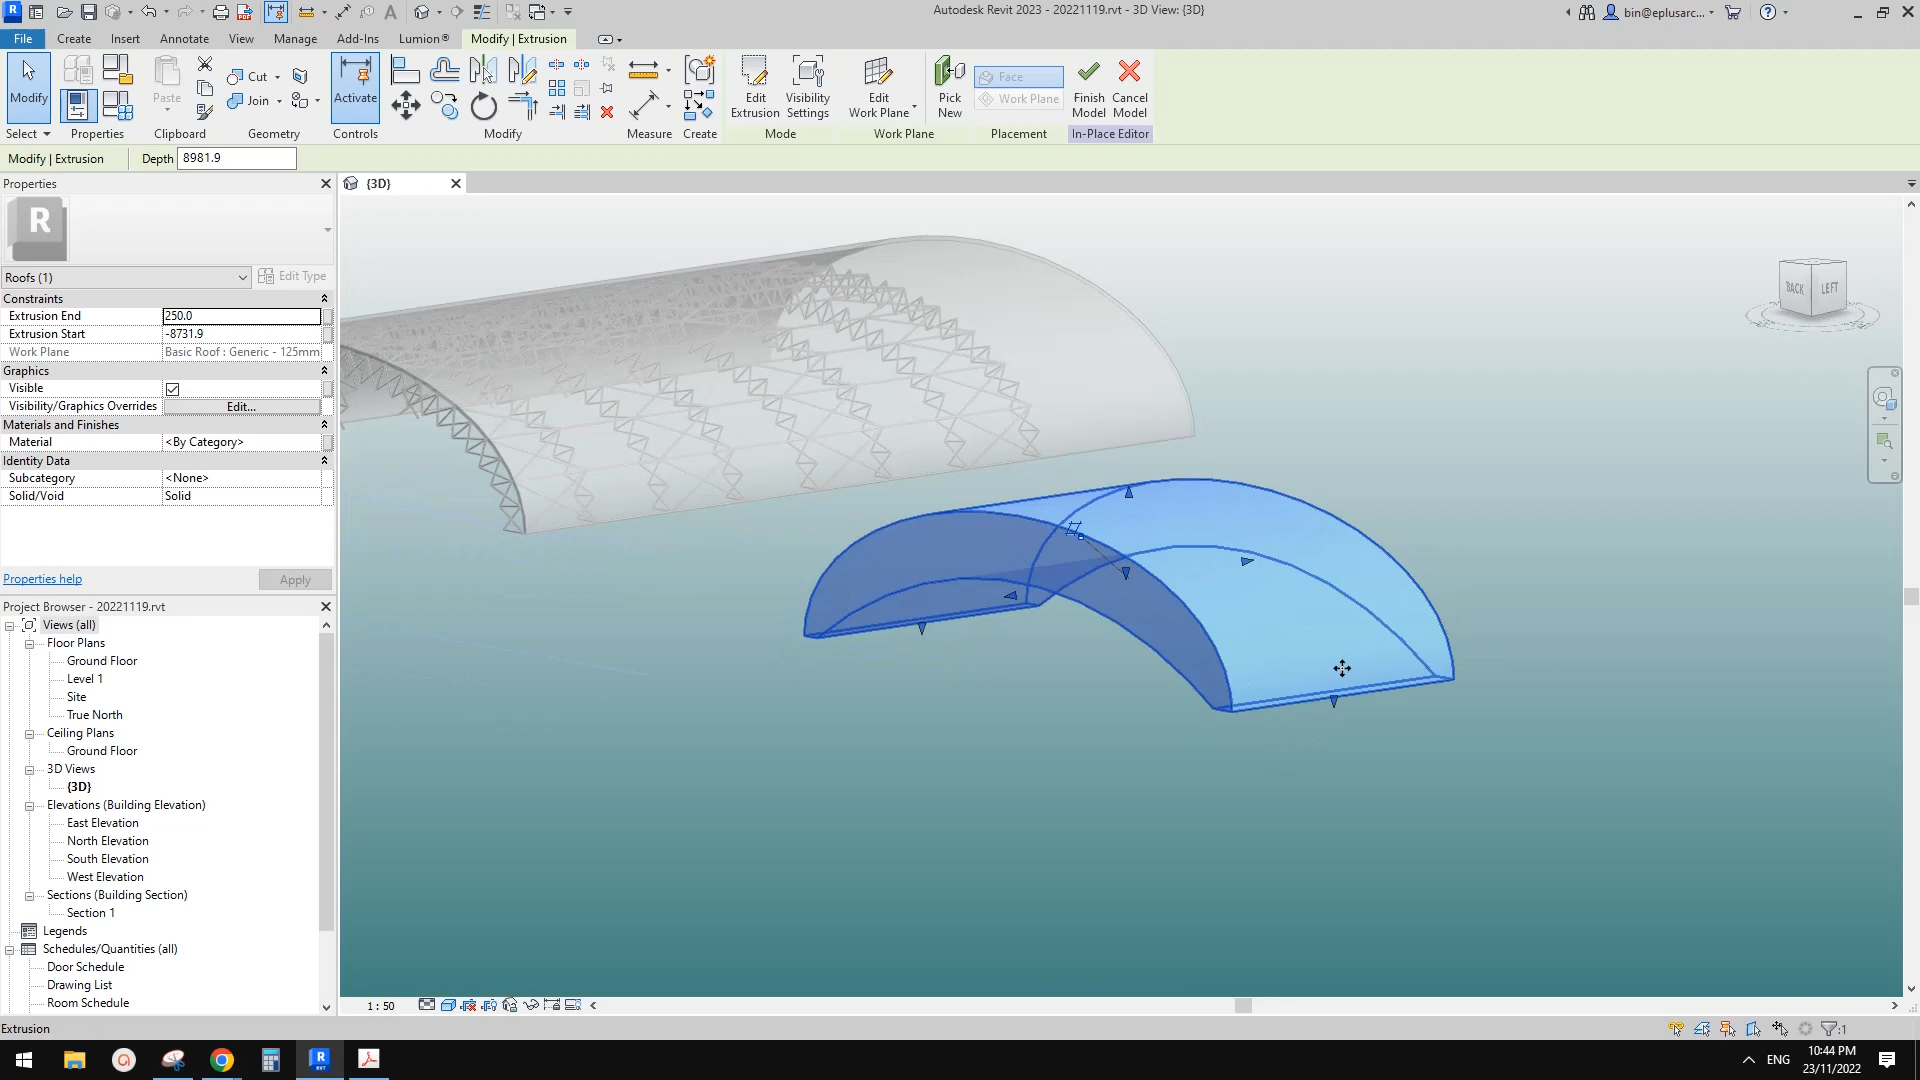 Autodesk Revit 2023 - 20221119.rvt - 3D View: {3D}
bin@eplusarc...
File Create Insert Annotate View Manage Add-Ins Lumion® Modify | Extrusion
Modify Paste Cut Join Activate Edit Extrusion Visibility Settings Edit Work Plane Pick New Face Work Plane Finish Model Cancel Model
Select Properties Clipboard Geometry Controls Modify Measure Create Mode Work Plane Placement In-Place Editor
Modify | Extrusion Depth 8981.9
Properties
{3D}
R
Roofs (1) Edit Type
Constraints
Extrusion End 250.0
Extrusion Start -8731.9
Work Plane Basic Roof : Generic - 125mm
Graphics
Visible
Visibility/Graphics Overrides Edit...
Materials and Finishes
Material <By Category>
Identity Data
Subcategory <None>
Solid/Void Solid
BACK LEFT
Properties help Apply
Project Browser - 20221119.rvt
Views (all)
Floor Plans
Ground Floor
Level 1
Site
True North
Ceiling Plans
Ground Floor
3D Views
{3D}
Elevations (Building Elevation)
East Elevation
North Elevation
South Elevation
West Elevation
Sections (Building Section)
Section 1
Legends
Schedules/Quantities (all)
Door Schedule
Drawing List
Room Schedule
1 : 50
Extrusion
:1
ENG
10:44 PM
23/11/2022